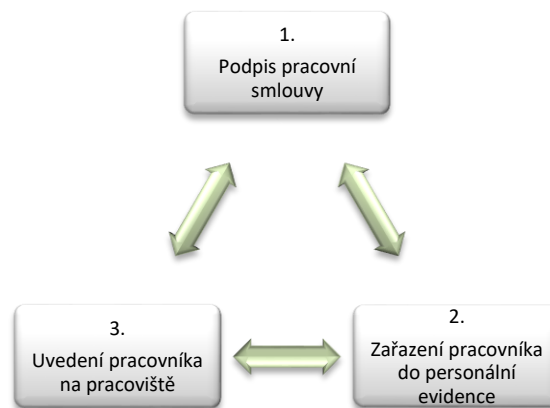 1.
Podpis pracovní
smlouvy
3.
Uvedení pracovníka
na pracoviště
2.
Zařazení pracovníka
do personální
evidence